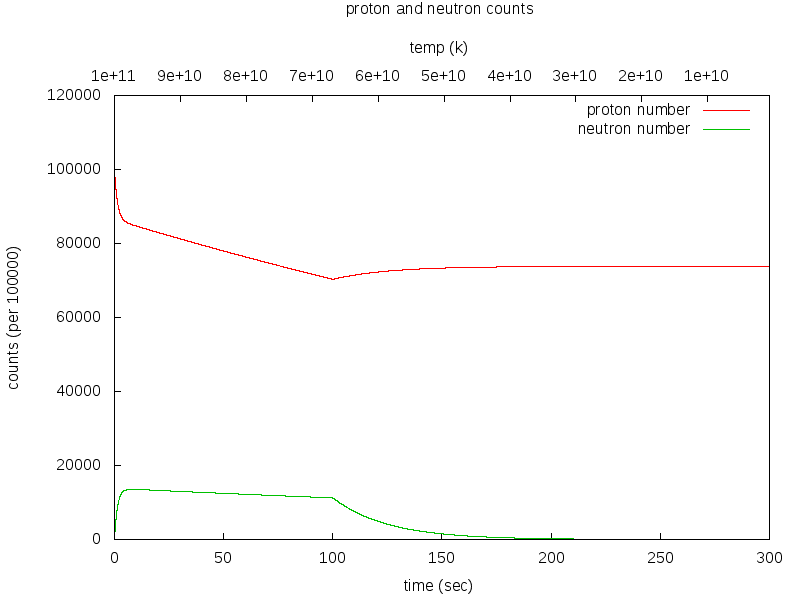 proton and neutron counts
temp (k)
1e+11 9e+10 8e+10 7e+10 6e+10 5e+10 4e+10 3e+10 2e+10 1e+10
120000
proton number
neutron number
100000
80000
counts (per 100000)
60000
40000
20000
0
0 50 100 150 200 250 300
time (sec)